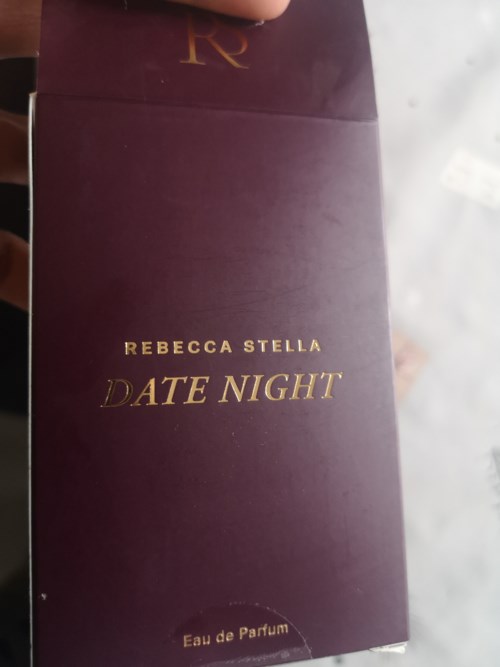 REBECCA STELLA
DATE NIGHT
Eau de Parfum